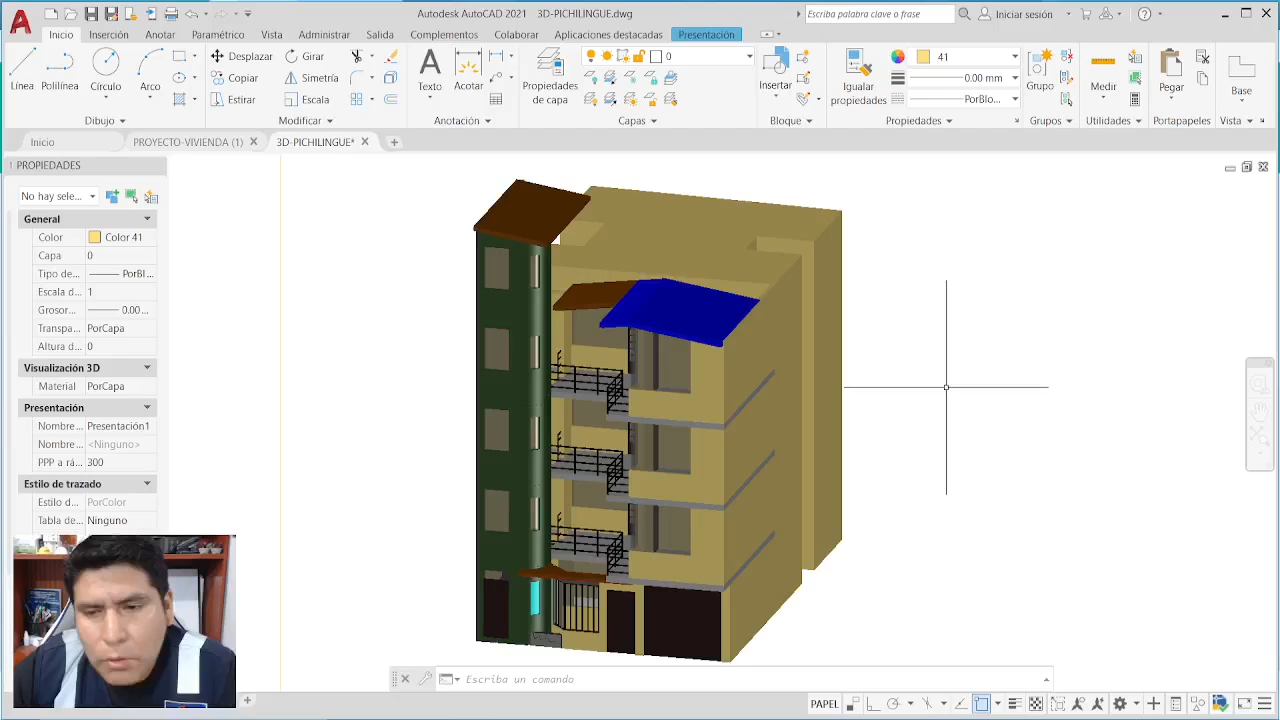 Autodesk AutoCAD 2021   3D-PICHILINGUE.dwg
Escriba palabra clave o frase
Iniciar sesión
Inicio Inserción Anotar Paramétrico Vista Administrar Salida Complementos Colaborar Aplicaciones destacadas Presentación
Línea Polilínea Círculo Arco
Desplazar Girar
Copiar Simetría
Estirar Escala
Texto Acotar
Propiedades de capa
0
Insertar
Igualar propiedades
41
0.00 mm
PorBlo...
Grupo
Medir
Pegar
Base
Dibujo Modificar Anotación Capas Bloque Propiedades Grupos Utilidades Portapapeles Vista
Inicio PROYECTO-VIVIENDA (1) 3D-PICHILINGUE*
PROPIEDADES
No hay sele...
General
Color Color 41
Capa 0
Tipo de... PorBl...
Escala d... 1
Grosor... 0.00 ...
Transpa... PorCapa
Altura d... 0
Visualización 3D
Material PorCapa
Presentación
Nombre... Presentación1
Nombre... <Ninguno>
PPP a rá... 300
Estilo de trazado
Estilo d... PorColor
Tabla de... Ninguno
Escriba un comando
PAPEL